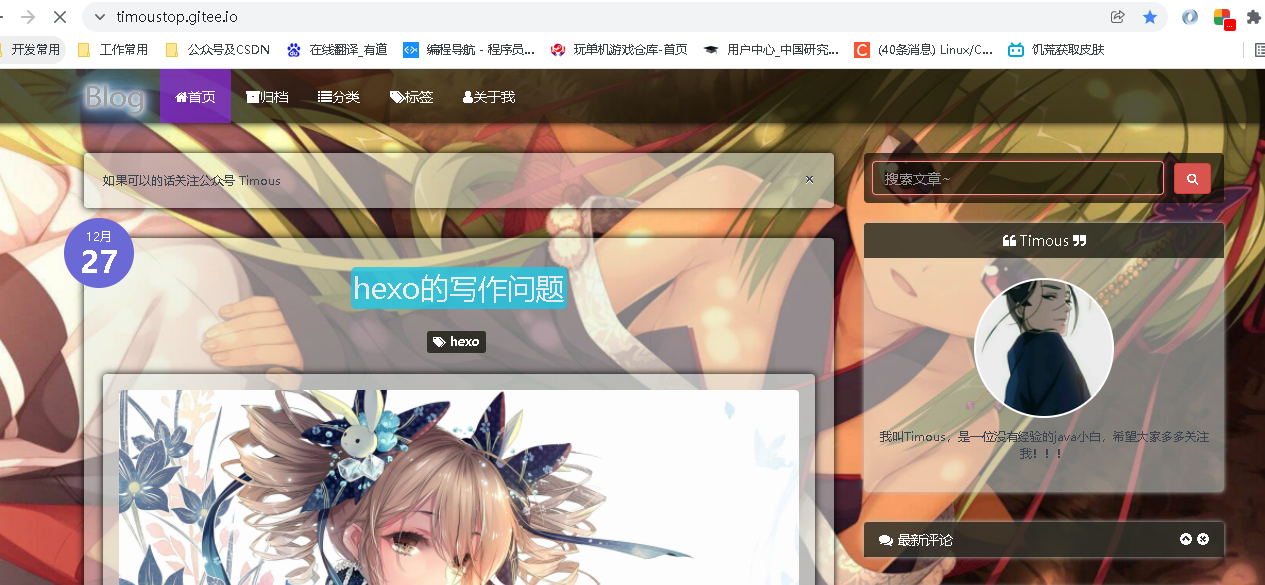 timoustop.gitee.io
开发常用 工作常用 公众号及CSDN 在线翻译_有道 编程导航 - 程序员... 玩单机游戏仓库-首页 用户中心_中国研究... (40条消息) Linux/C... 饥荒获取皮肤
Blog 首页 归档 分类 标签 关于我
如果可以的话关注公众号 Timous ×
搜索文章~
12月
27
hexo的写作问题
hexo
Timous
我叫Timous，是一位没有经验的java小白，希望大家多多关注
我！！！
最新评论